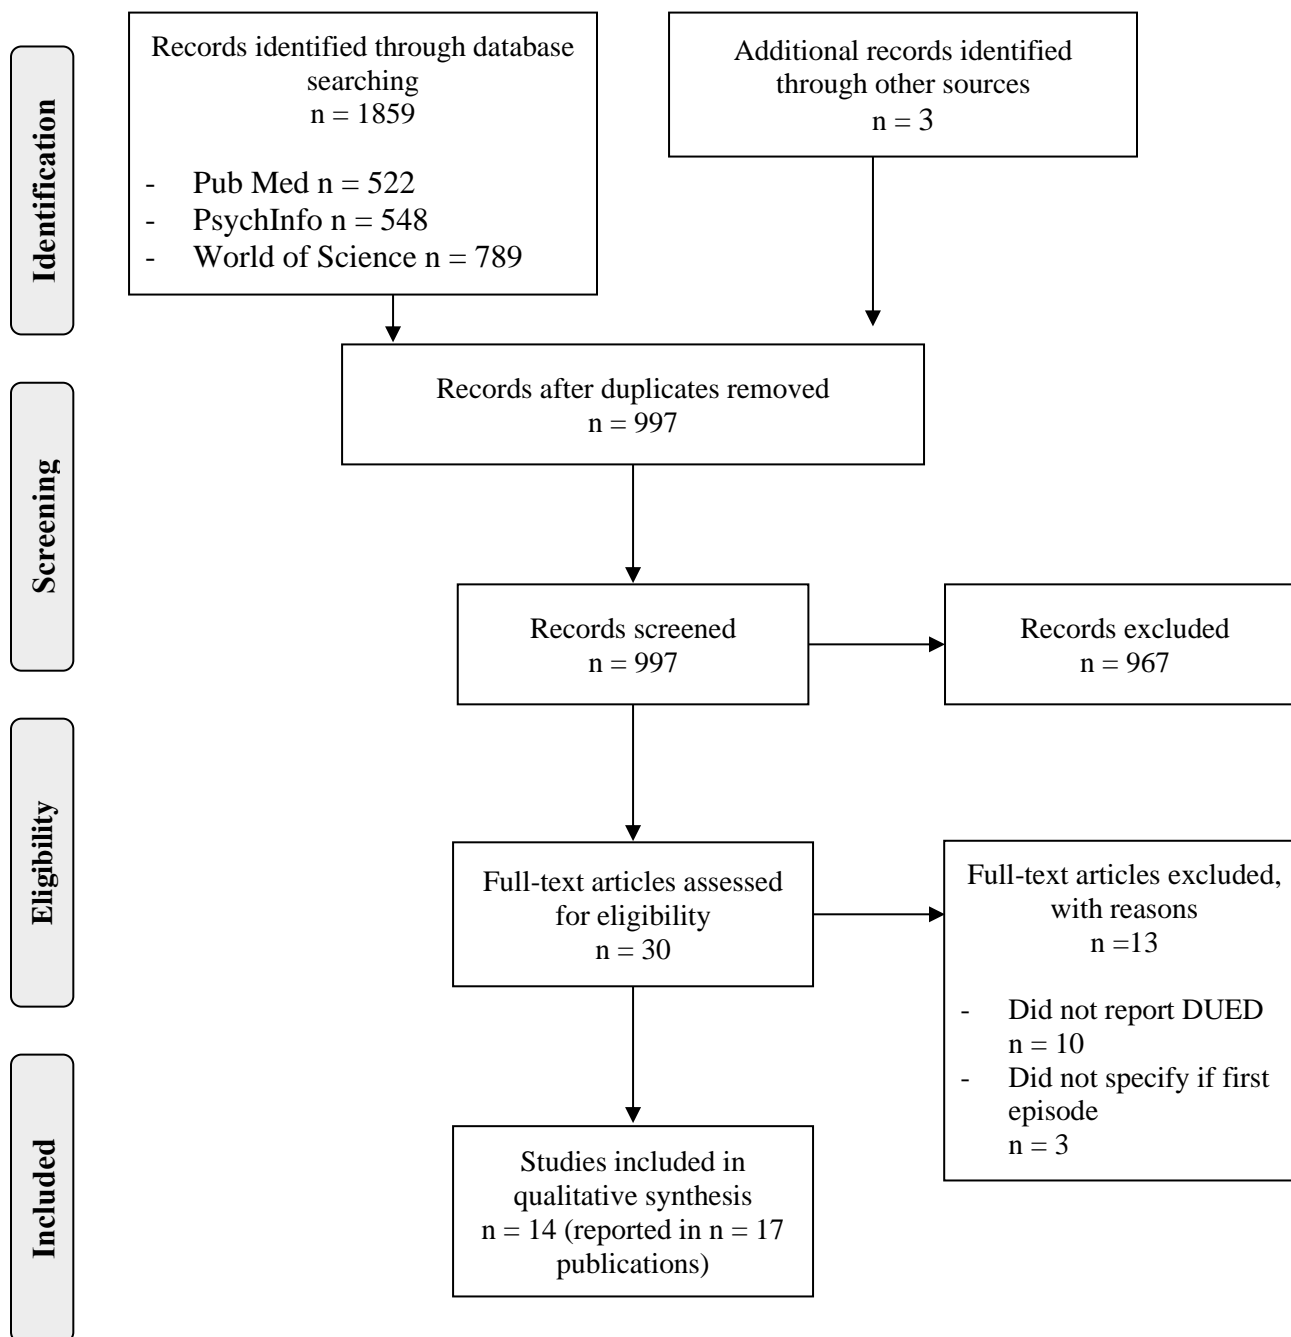 Identification
Records identified through database
searching
n = 1859
- Pub Med n = 522
- PsychInfo n = 548
- World of Science n = 789
Additional records identified
through other sources
n = 3
Screening
Records after duplicates removed
n = 997
Records screened
n = 997
Records excluded
n = 967
Eligibility
Full-text articles assessed
for eligibility
n = 30
Full-text articles excluded,
with reasons
n =13
- Did not report DUED
n = 10
- Did not specify if first
episode
n = 3
Included
Studies included in
qualitative synthesis
n = 14 (reported in n = 17
publications)